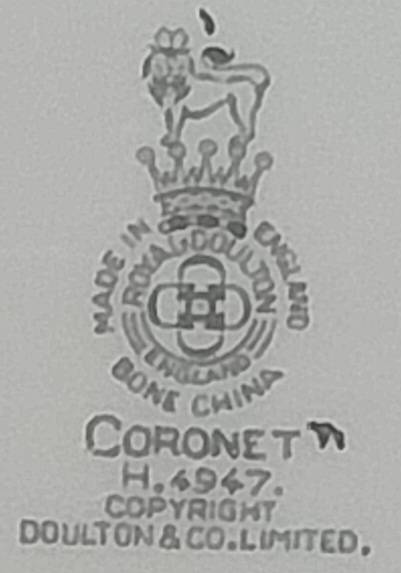 MADE IN ENGLAND
ROYAL DOULTON
ENGLAND
BONE CHINA
CORONET
H.4947.
COPYRIGHT
DOULTON & CO. LIMITED.